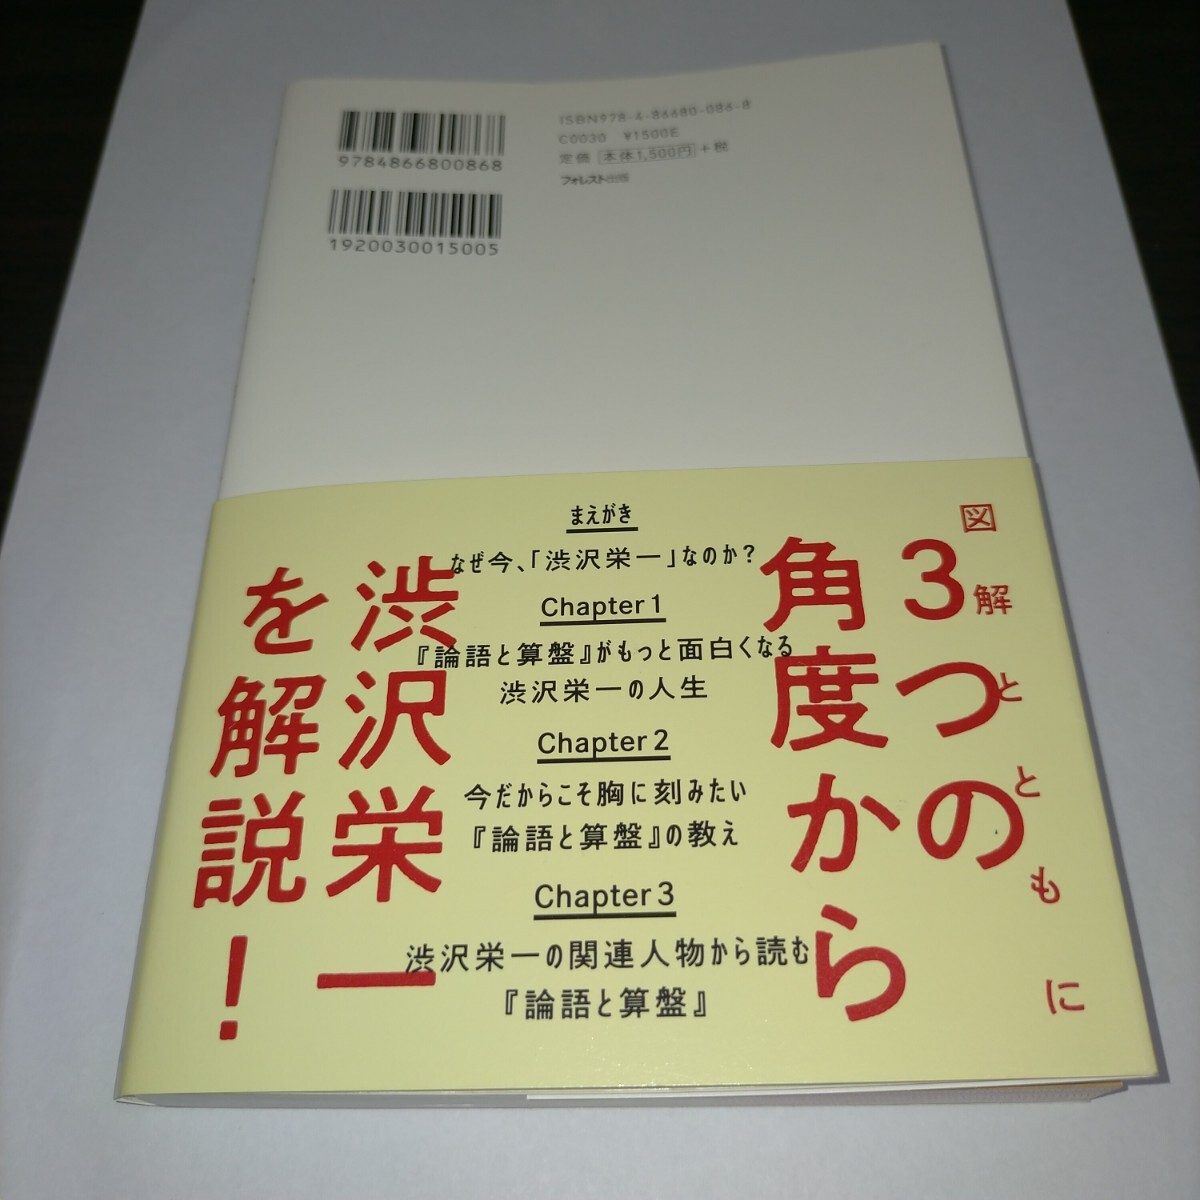 9784866800868
1920030015005
ISBN978-4-86680-086-8
C0030 ¥1500E
定価 本体1,500円 +税
フォレスト出版
図解とともに
3つの
角度から
渋沢栄一
を解説!
まえがき
なぜ今、「渋沢栄一」なのか?
Chapter 1
『論語と算盤』がもっと面白くなる
渋沢栄一の人生
Chapter 2
今だからこそ胸に刻みたい
『論語と算盤』の教え
Chapter 3
渋沢栄一の関連人物から読む
『論語と算盤』